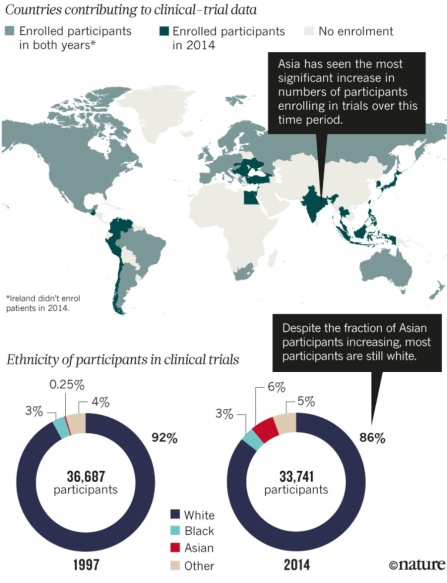 Countries contributing to clinical-trial data
Enrolled participants
in both years*
Enrolled participants
in 2014
No enrolment
Asia has seen the most
significant increase in
numbers of participants
enrolling in trials over this
time period.
*Ireland didn't enrol
patients in 2014.
Despite the fraction of Asian
participants increasing, most
participants are still white.
Ethnicity of participants in clinical trials
0.25%
3%
4%
92%
36,687
participants
1997
6%
3%
5%
86%
33,741
participants
2014
White
Black
Asian
Other
©nature